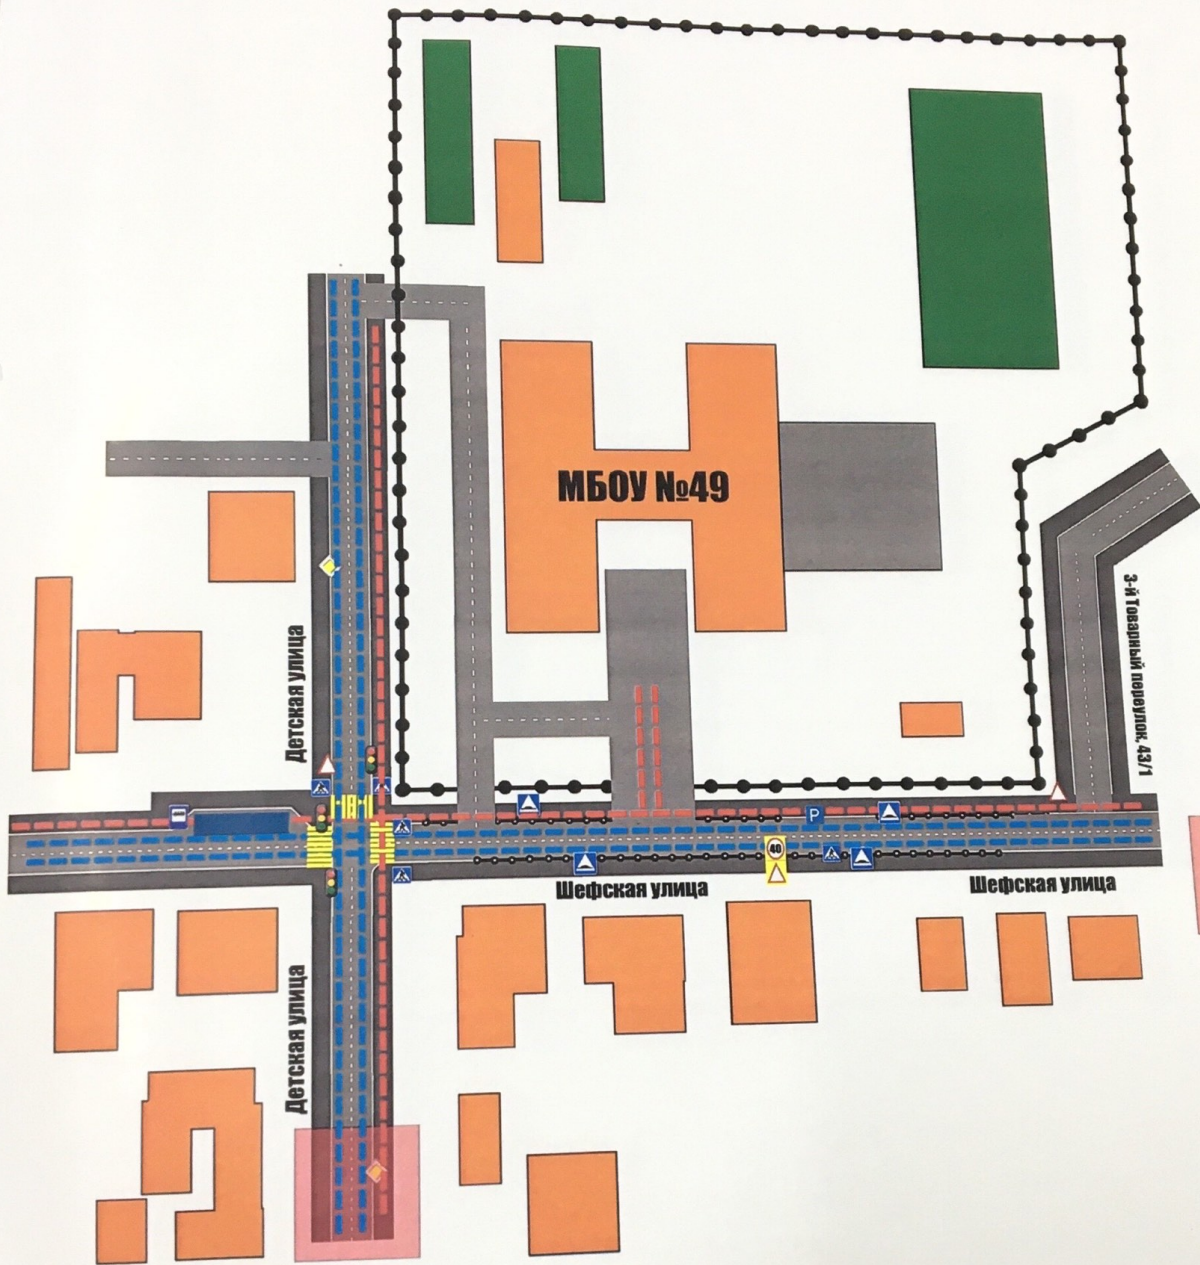 МБОУ №49
3-й Товарный переулок, 43/1
Детская улица
P
40
Шефская улица
Шефская улица
Детская улица